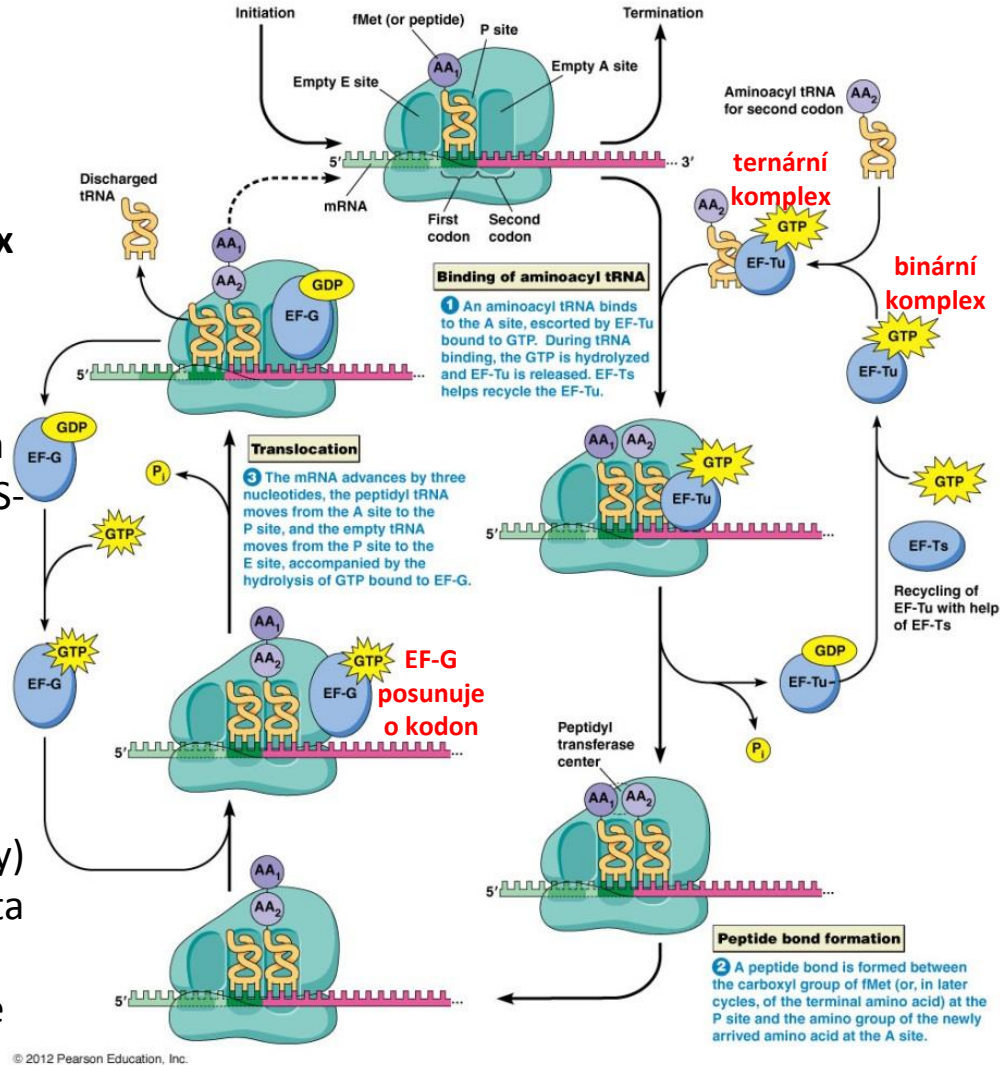 Initiation
fMet (or peptide)
P site
Termination
AA1
Empty E site
Empty A site
Aminoacyl tRNA
for second codon
AA2
5′
... 3′
mRNA
First
codon
Second
codon
ternární
komplex
AA2
GTP
EF-Tu
binární
komplex
GTP
EF-Tu
Discharged
tRNA
x
AA1
AA2
GDP
EF-G
5′
...
Binding of aminoacyl tRNA
1 An aminoacyl tRNA binds
to the A site, escorted by EF-Tu
bound to GTP. During tRNA
binding, the GTP is hydrolyzed
and EF-Tu is released. EF-Ts
helps recycle the EF-Tu.
GDP
EF-G
S-
Pi
GTP
Translocation
3 The mRNA advances by three
nucleotides, the peptidyl tRNA
moves from the A site to the
P site, and the empty tRNA
moves from the P site to the
E site, accompanied by the
hydrolysis of GTP bound to EF-G.
AA1
AA2
GTP
EF-Tu
5′
...
GTP
EF-Ts
Recycling of
EF-Tu with help
of EF-Ts
GDP
EF-Tu
Pi
GTP
EF-G
AA1
AA2
GTP
EF-G
5′
...
EF-G
posunuje
o kodon
Peptidyl
transferase
center
AA1
AA2
5′
...
y)
ta
e
AA1
AA2
5′
...
Peptide bond formation
2 A peptide bond is formed between
the carboxyl group of fMet (or, in later
cycles, of the terminal amino acid) at the
P site and the amino group of the newly
arrived amino acid at the A site.
© 2012 Pearson Education, Inc.